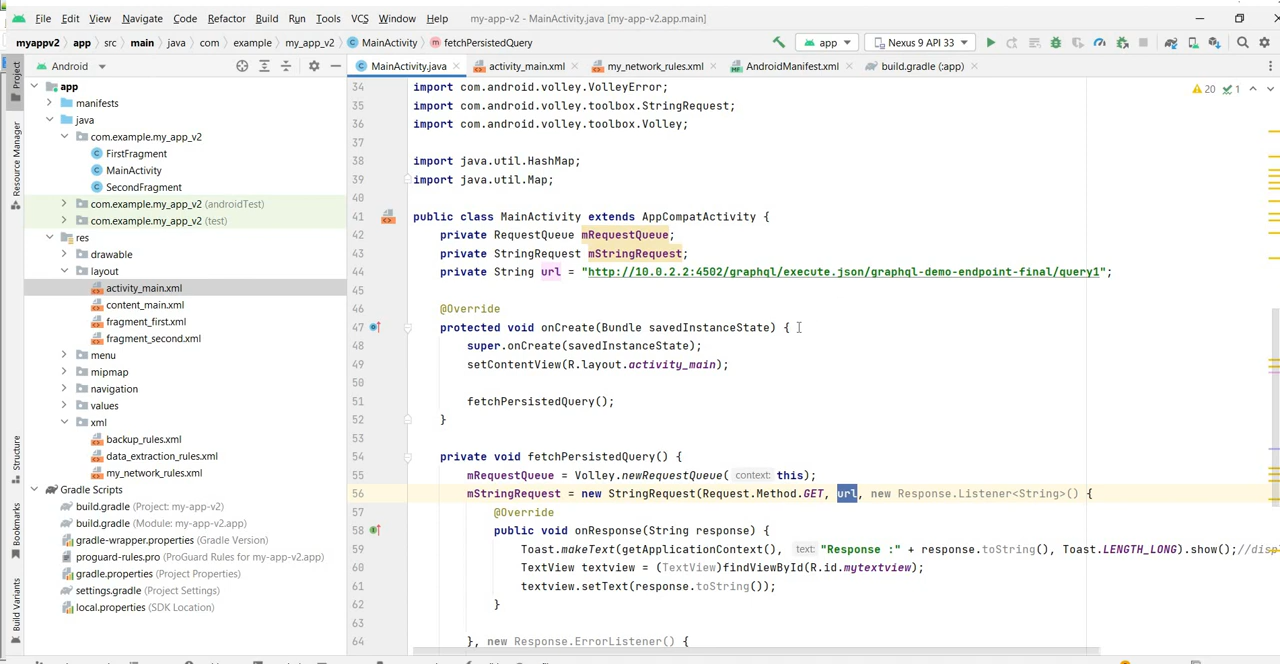 File Edit View Navigate Code Refactor Build Run Tools VCS Window Help my-app-v2 - MainActivity.java [my-app-v2.app.main]
myappv2 app src main java com example my_app_v2 MainActivity fetchPersistedQuery app Nexus 9 API 33
Project
Resource Manager
Structure
Bookmarks
Build Variants
Android
app
manifests
java
com.example.my_app_v2
FirstFragment
MainActivity
SecondFragment
com.example.my_app_v2 (androidTest)
com.example.my_app_v2 (test)
res
drawable
layout
activity_main.xml
content_main.xml
fragment_first.xml
fragment_second.xml
menu
mipmap
navigation
values
xml
backup_rules.xml
data_extraction_rules.xml
my_network_rules.xml
Gradle Scripts
build.gradle (Project: my-app-v2)
build.gradle (Module: my-app-v2.app)
gradle-wrapper.properties (Gradle Version)
proguard-rules.pro (ProGuard Rules for my-app-v2.app)
gradle.properties (Project Properties)
settings.gradle (Project Settings)
local.properties (SDK Location)
MainActivity.java activity_main.xml my_network_rules.xml AndroidManifest.xml build.gradle (:app)
20 1
34 import com.android.volley.VolleyError;
35 import com.android.volley.toolbox.StringRequest;
36 import com.android.volley.toolbox.Volley;
37
38 import java.util.HashMap;
39 import java.util.Map;
40
41 public class MainActivity extends AppCompatActivity {
42 private RequestQueue mRequestQueue;
43 private StringRequest mStringRequest;
44 private String url = "http://10.0.2.2:4502/graphql/execute.json/graphql-demo-endpoint-final/query1";
45
46 @Override
47 protected void onCreate(Bundle savedInstanceState) {
48 super.onCreate(savedInstanceState);
49 setContentView(R.layout.activity_main);
50
51 fetchPersistedQuery();
52 }
53
54 private void fetchPersistedQuery() {
55 mRequestQueue = Volley.newRequestQueue( context: this);
56 mStringRequest = new StringRequest(Request.Method.GET, url, new Response.Listener<String>() {
57 @Override
58 public void onResponse(String response) {
59 Toast.makeText(getApplicationContext(), text: "Response :" + response.toString(), Toast.LENGTH_LONG).show();//disp
60 TextView textview = (TextView)findViewById(R.id.mytextview);
61 textview.setText(response.toString());
62 }
63
64 }, new Response.ErrorListener() {